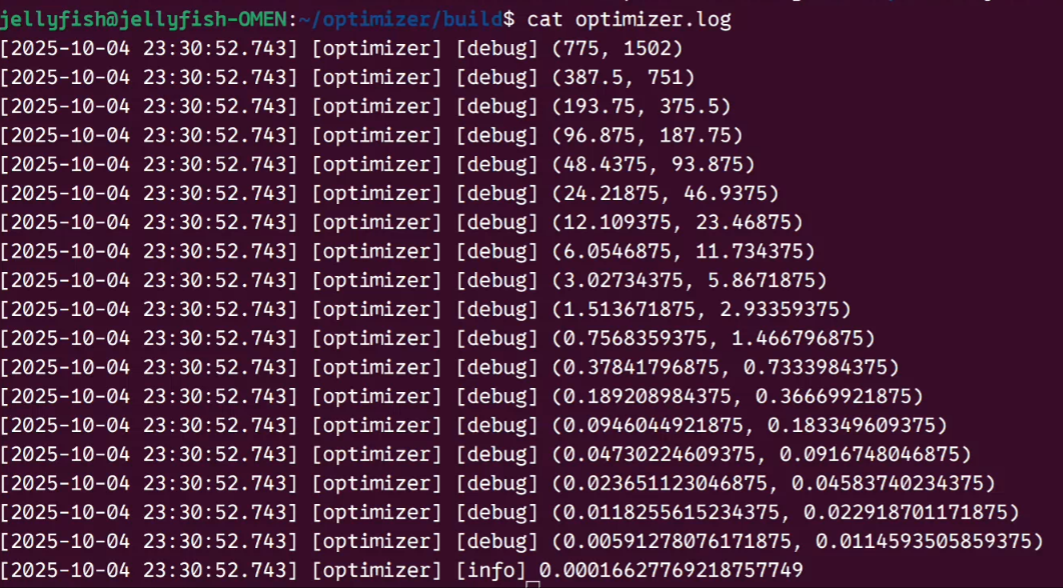 jellyfish@jellyfish-OMEN:~/optimizer/build$ cat optimizer.log
[2025-10-04 23:30:52.743] [optimizer] [debug] (775, 1502)
[2025-10-04 23:30:52.743] [optimizer] [debug] (387.5, 751)
[2025-10-04 23:30:52.743] [optimizer] [debug] (193.75, 375.5)
[2025-10-04 23:30:52.743] [optimizer] [debug] (96.875, 187.75)
[2025-10-04 23:30:52.743] [optimizer] [debug] (48.4375, 93.875)
[2025-10-04 23:30:52.743] [optimizer] [debug] (24.21875, 46.9375)
[2025-10-04 23:30:52.743] [optimizer] [debug] (12.109375, 23.46875)
[2025-10-04 23:30:52.743] [optimizer] [debug] (6.0546875, 11.734375)
[2025-10-04 23:30:52.743] [optimizer] [debug] (3.02734375, 5.8671875)
[2025-10-04 23:30:52.743] [optimizer] [debug] (1.513671875, 2.93359375)
[2025-10-04 23:30:52.743] [optimizer] [debug] (0.7568359375, 1.466796875)
[2025-10-04 23:30:52.743] [optimizer] [debug] (0.37841796875, 0.7333984375)
[2025-10-04 23:30:52.743] [optimizer] [debug] (0.189208984375, 0.36669921875)
[2025-10-04 23:30:52.743] [optimizer] [debug] (0.0946044921875, 0.183349609375)
[2025-10-04 23:30:52.743] [optimizer] [debug] (0.04730224609375, 0.0916748046875)
[2025-10-04 23:30:52.743] [optimizer] [debug] (0.023651123046875, 0.04583740234375)
[2025-10-04 23:30:52.743] [optimizer] [debug] (0.0118255615234375, 0.022918701171875)
[2025-10-04 23:30:52.743] [optimizer] [debug] (0.00591278076171875, 0.0114593505859375)
[2025-10-04 23:30:52.743] [optimizer] [info] 0.00016627769218757749